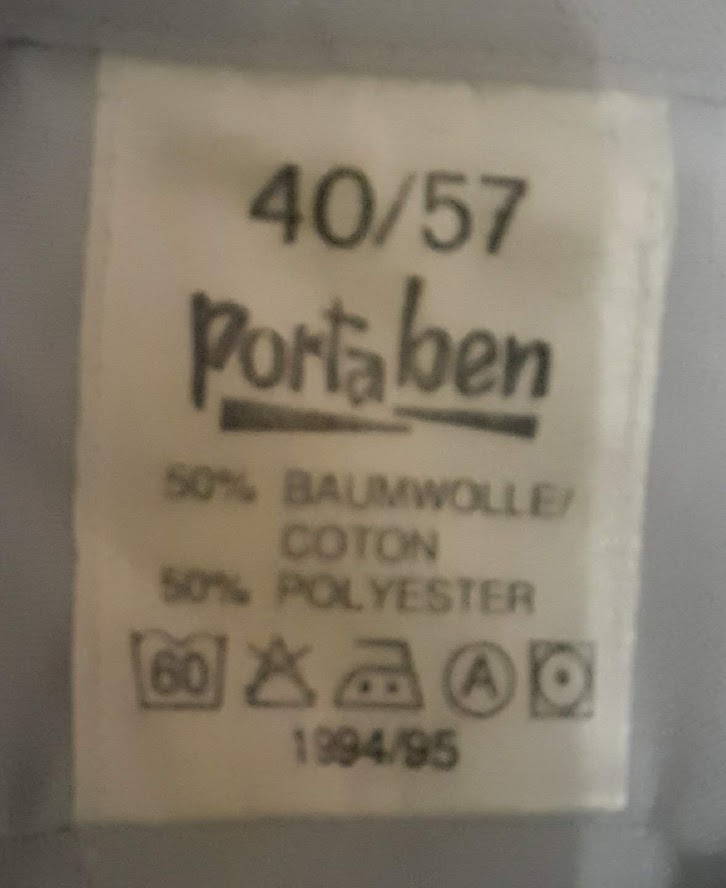 40/57
portaben
50% BAUMWOLLE/
COTON
50% POLYESTER
60 A
1994/95